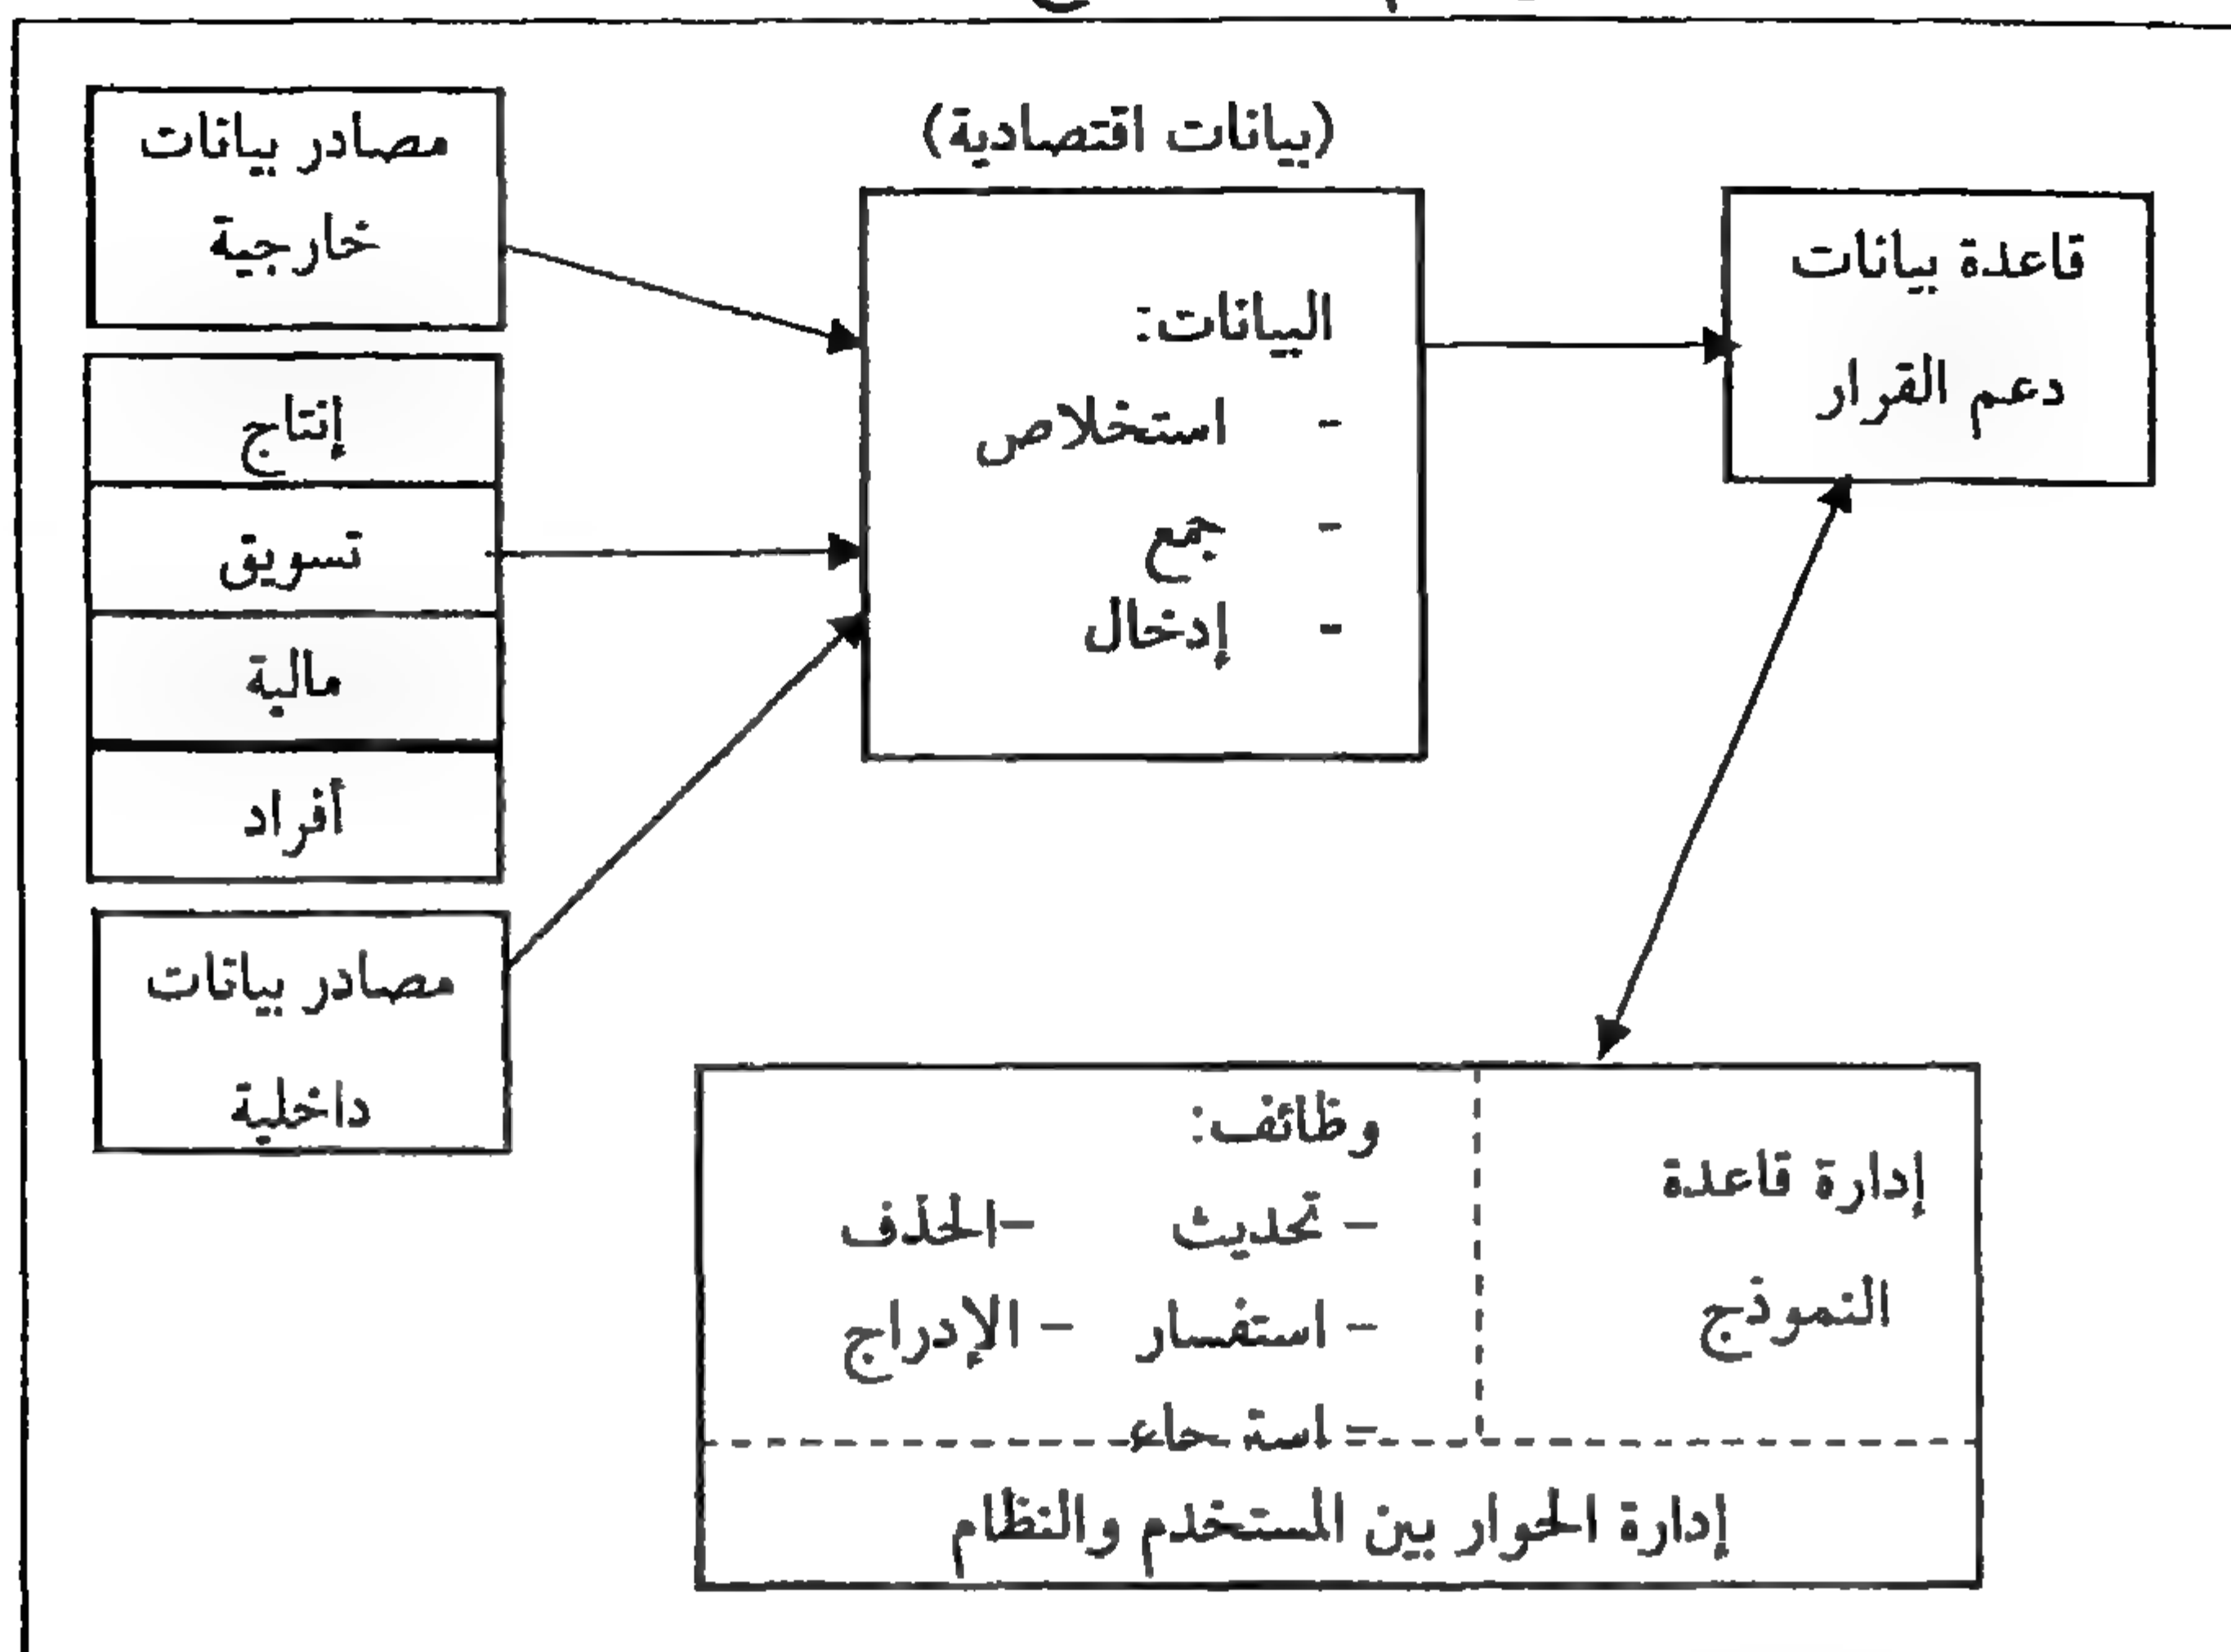 مصادر بيانات
خارجية
إنتاج
تسويق
مالية
أفراد
مصادر بيانات
داخلية
(بيانات اقتصادية)
البيانات:
- استخلاص
- جمع
- إدخال
قاعدة بيانات
دعم القرار
إدارة قاعدة
النموذج
وظائف:
- تحديث -الحذف
- استفسار - الإدراج
إدارة الحوار بين المستخدم والنظام